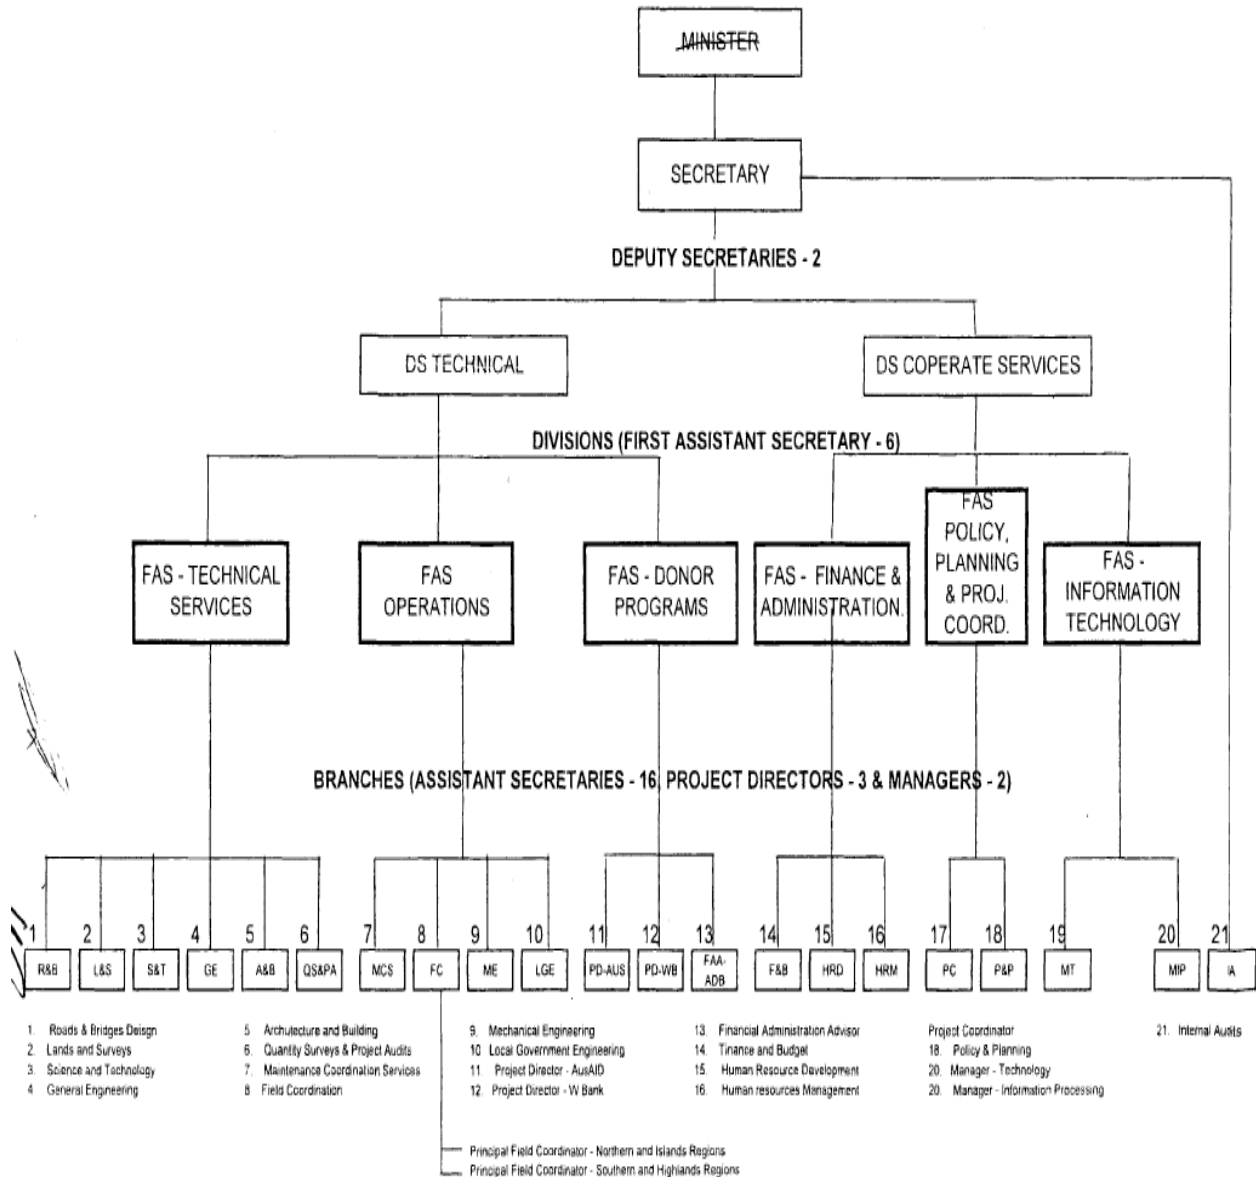 MINISTER
SECRETARY
DEPUTY SECRETARIES - 2
DS TECHNICAL
DS COPERATE SERVICES
DIVISIONS (FIRST ASSISTANT SECRETARY - 6)
FAS - TECHNICAL
SERVICES
FAS
OPERATIONS
FAS - DONOR
PROGRAMS
FAS - FINANCE &
ADMINISTRATION.
FAS
POLICY,
PLANNING
& PROJ.
COORD.
FAS -
INFORMATION
TECHNOLOGY
BRANCHES (ASSISTANT SECRETARIES - 16, PROJECT DIRECTORS - 3 & MANAGERS - 2)
1 2 3 4 5 6 7 8 9 10 11 12 13 14 15 16 17 18 19 20 21
R&B L&S S&T GE A&B QS&PA MCS FC ME LGE PD-AUS PD-WB FAA-ADB F&B HRD HRM PC P&P MT MIP IA
1. Roads & Bridges Deisgn
2. Lands and Surveys
3. Science and Technology
4 General Engineering
5 Archutecture and Building
6. Quantity Surveys & Project Audits
7. Maintenance Coordination Services
8 Field Coordination
9. Mechanical Engineering
10 Local Government Engineering
11 Project Director - AusAID
12. Project Director - W Bank
13. Financial Administration Advisor
14. Tinance and Budget
15. Human Resource Development
16. Human resources Management
Project Coordinator
18. Policy & Planning
20. Manager - Technology
20. Manager - Information Processing
21. Internal Audits
Principal Field Coordinator - Northern and Islands Regions
Principal Field Coordinator - Southern and Highlands Regions